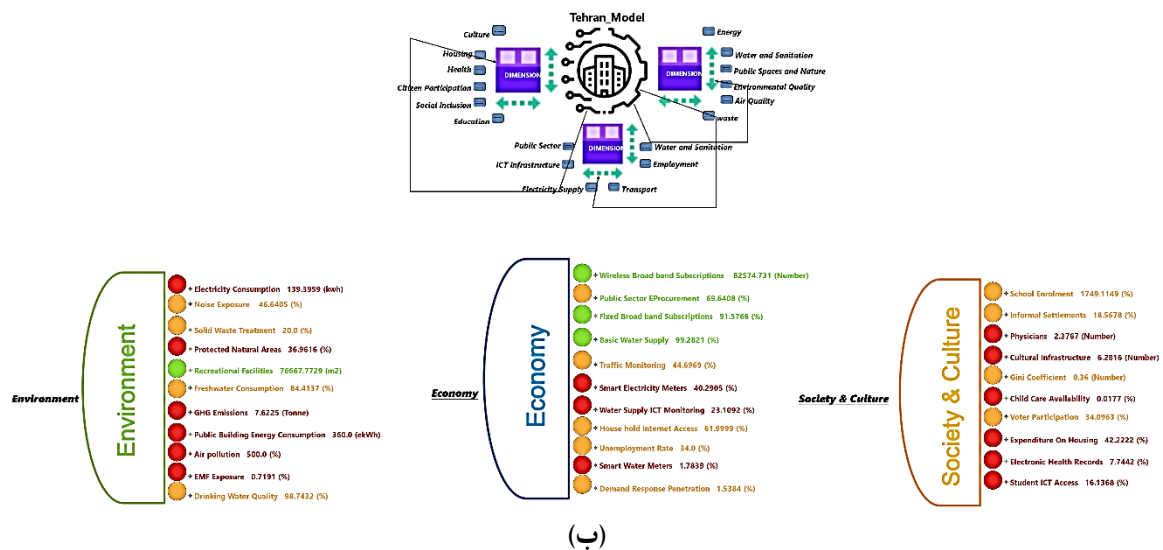 Tehran_Model
Culture
Housing
Health
Citizen Participation
Social Inclusion
Education
DIMENSION
Energy
Water and Sanitation
Public Spaces and Nature
Environmental Quality
Air Quality
waste
DIMENSION
Public Sector
ICT Infrastructure
Electricity Supply
Transport
Water and Sanitation
Employment
DIMENSION
Environment
Environment
+ Electricity Consumption 139.3959 (kwh)
+ Noise Exposure 46.6405 (%)
+ Solid Waste Treatment 20.0 (%)
+ Protected Natural Areas 36.9616 (%)
+ Recreational Facilities 76667.7729 (m2)
+ Freshwater Consumption 84.4137 (%)
+ GHG Emissions 7.6225 (Tonne)
+ Public Building Energy Consumption 360.0 (ekWh)
+ Air pollution 500.0 (%)
+ EMF Exposure 0.7191 (%)
+ Drinking Water Quality 98.7432 (%)
Economy
Economy
+ Wireless Broad band Subscriptions 82574.731 (Number)
+ Public Sector EProcurement 69.6408 (%)
+ Fixed Broad band Subscriptions 91.5766 (%)
+ Basic Water Supply 99.2821 (%)
+ Traffic Monitoring 44.6969 (%)
+ Smart Electricity Meters 40.2905 (%)
+ Water Supply ICT Monitoring 23.1092 (%)
+ House hold Internet Access 61.9999 (%)
+ Unemployment Rate 34.0 (%)
+ Smart Water Meters 1.7839 (%)
+ Demand Response Penetration 1.5384 (%)
Society & Culture
Society & Culture
+ School Enrolment 1749.1149 (%)
+ Informal Settlements 18.5678 (%)
+ Physicians 2.3767 (Number)
+ Cultural Infrastructure 6.2816 (Number)
+ Gini Coefficient 0.36 (Number)
+ Child Care Availability 0.0177 (%)
+ Voter Participation 34.0963 (%)
+ Expenditure On Housing 42.2222 (%)
+ Electronic Health Records 7.7442 (%)
+ Student ICT Access 16.1368 (%)
(ب)